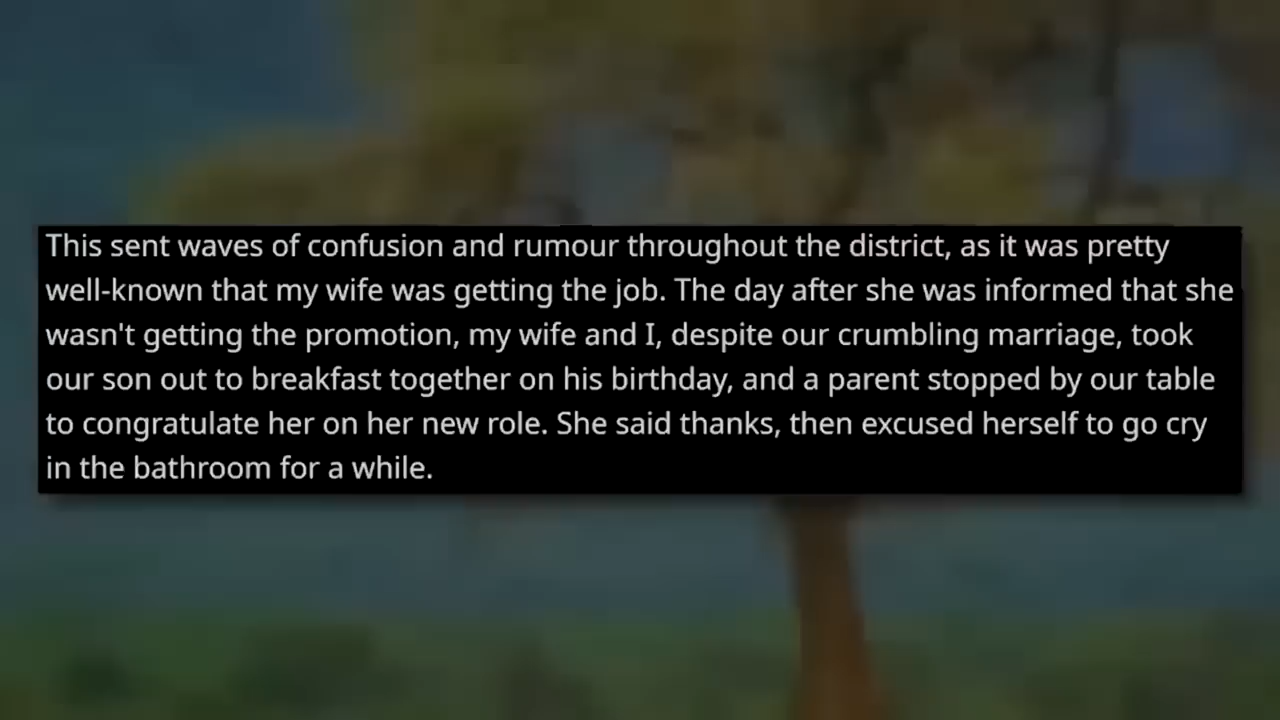 This sent waves of confusion and rumour throughout the district, as it was pretty
well-known that my wife was getting the job. The day after she was informed that she
wasn't getting the promotion, my wife and I, despite our crumbling marriage, took
our son out to breakfast together on his birthday, and a parent stopped by our table
to congratulate her on her new role. She said thanks, then excused herself to go cry
in the bathroom for a while.